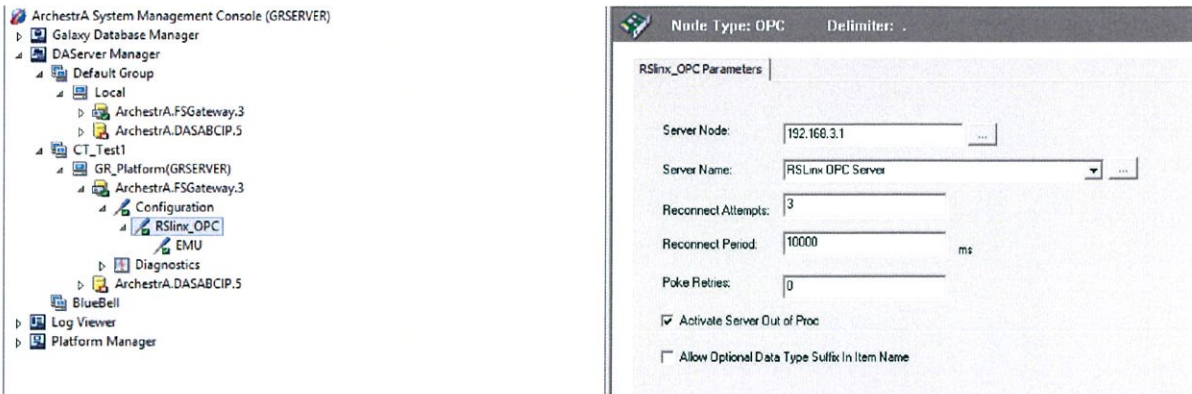 ArchestrA System Management Console (GRSERVER)
Galaxy Database Manager
DAServer Manager
Default Group
Local
ArchestrA.FSGateway.3
ArchestrA.DASABCIP.5
CT_Test1
GR_Platform(GRSERVER)
ArchestrA.FSGateway.3
Configuration
RSlinx_OPC
EMU
Diagnostics
ArchestrA.DASABCIP.5
BlueBell
Log Viewer
Platform Manager
Node Type: OPC Delimiter: .
RSlinx_OPC Parameters
Server Node: 192.168.3.1 ...
Server Name: RSLinx OPC Server ...
Reconnect Attempts: 3
Reconnect Period: 10000 ms
Poke Retries: 0
Activate Server Out of Proc
Allow Optional Data Type Suffix In Item Name